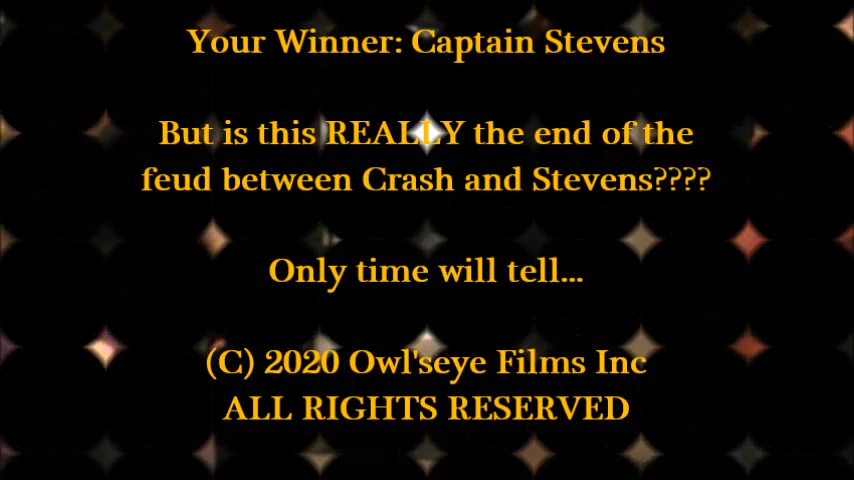 Your Winner: Captain Stevens
But is this REALLY the end of the
feud between Crash and Stevens????
Only time will tell...
(C) 2020 Owl'seye Films Inc
ALL RIGHTS RESERVED